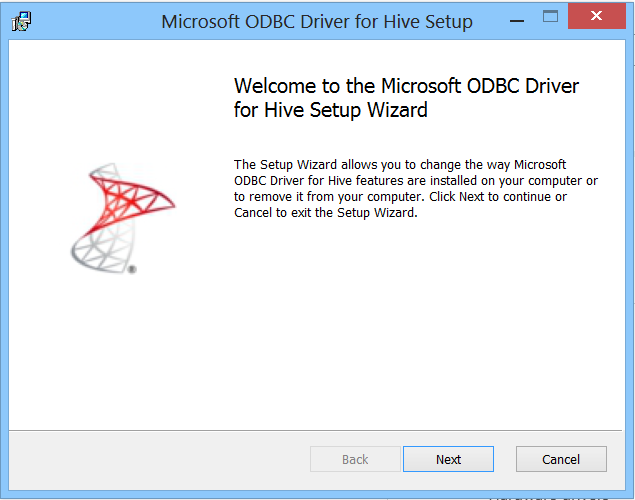 Microsoft ODBC Driver for Hive Setup
Welcome to the Microsoft ODBC Driver
for Hive Setup Wizard
The Setup Wizard allows you to change the way Microsoft
ODBC Driver for Hive features are installed on your computer or
to remove it from your computer. Click Next to continue or
Cancel to exit the Setup Wizard.
®
Back Next Cancel